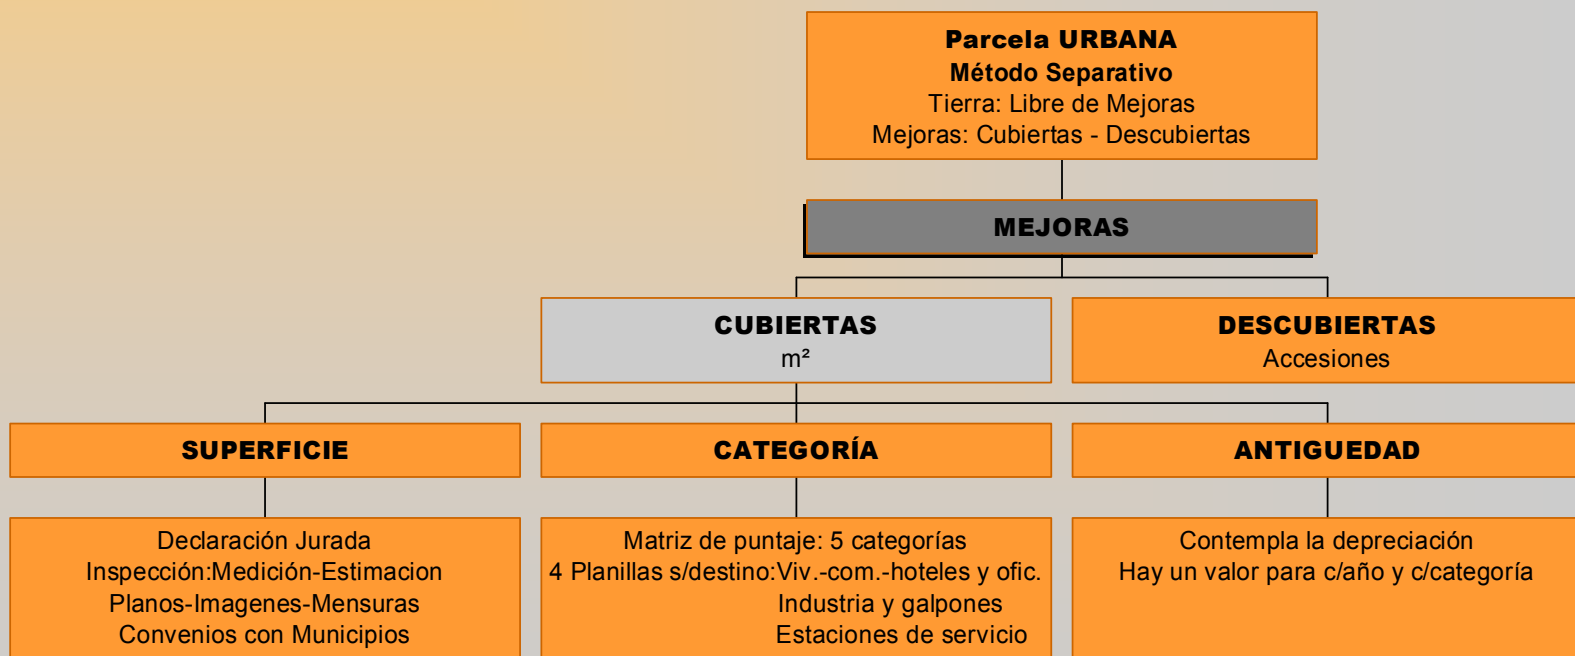 Parcela URBANA
Método Separativo
Tierra: Libre de Mejoras
Mejoras: Cubiertas - Descubiertas
MEJORAS
CUBIERTAS
m²
DESCUBIERTAS
Accesiones
SUPERFICIE
CATEGORÍA
ANTIGUEDAD
Declaración Jurada
Inspección:Medición-Estimacion
Planos-Imagenes-Mensuras
Convenios con Municipios
Matriz de puntaje: 5 categorías
4 Planillas s/destino:Viv.-com.-hoteles y ofic.
Industria y galpones
Estaciones de servicio
Contempla la depreciación
Hay un valor para c/año y c/categoría